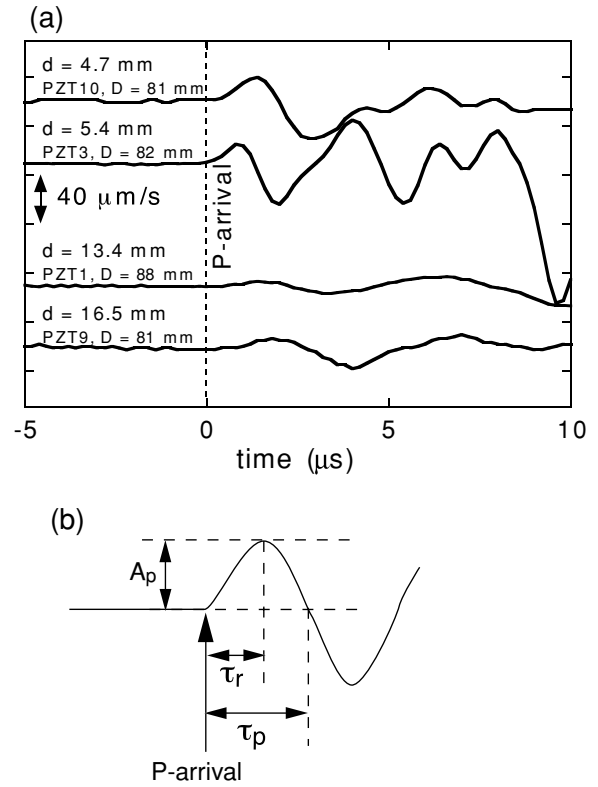 (a)
d = 4.7 mm
PZT10, D = 81 mm
d = 5.4 mm
PZT3, D = 82 mm
40 μm/s
P-arrival
d = 13.4 mm
PZT1, D = 88 mm
d = 16.5 mm
PZT9, D = 81 mm
-5 0 5 10
time (μs)
(b)
Ap
τr
τp
P-arrival